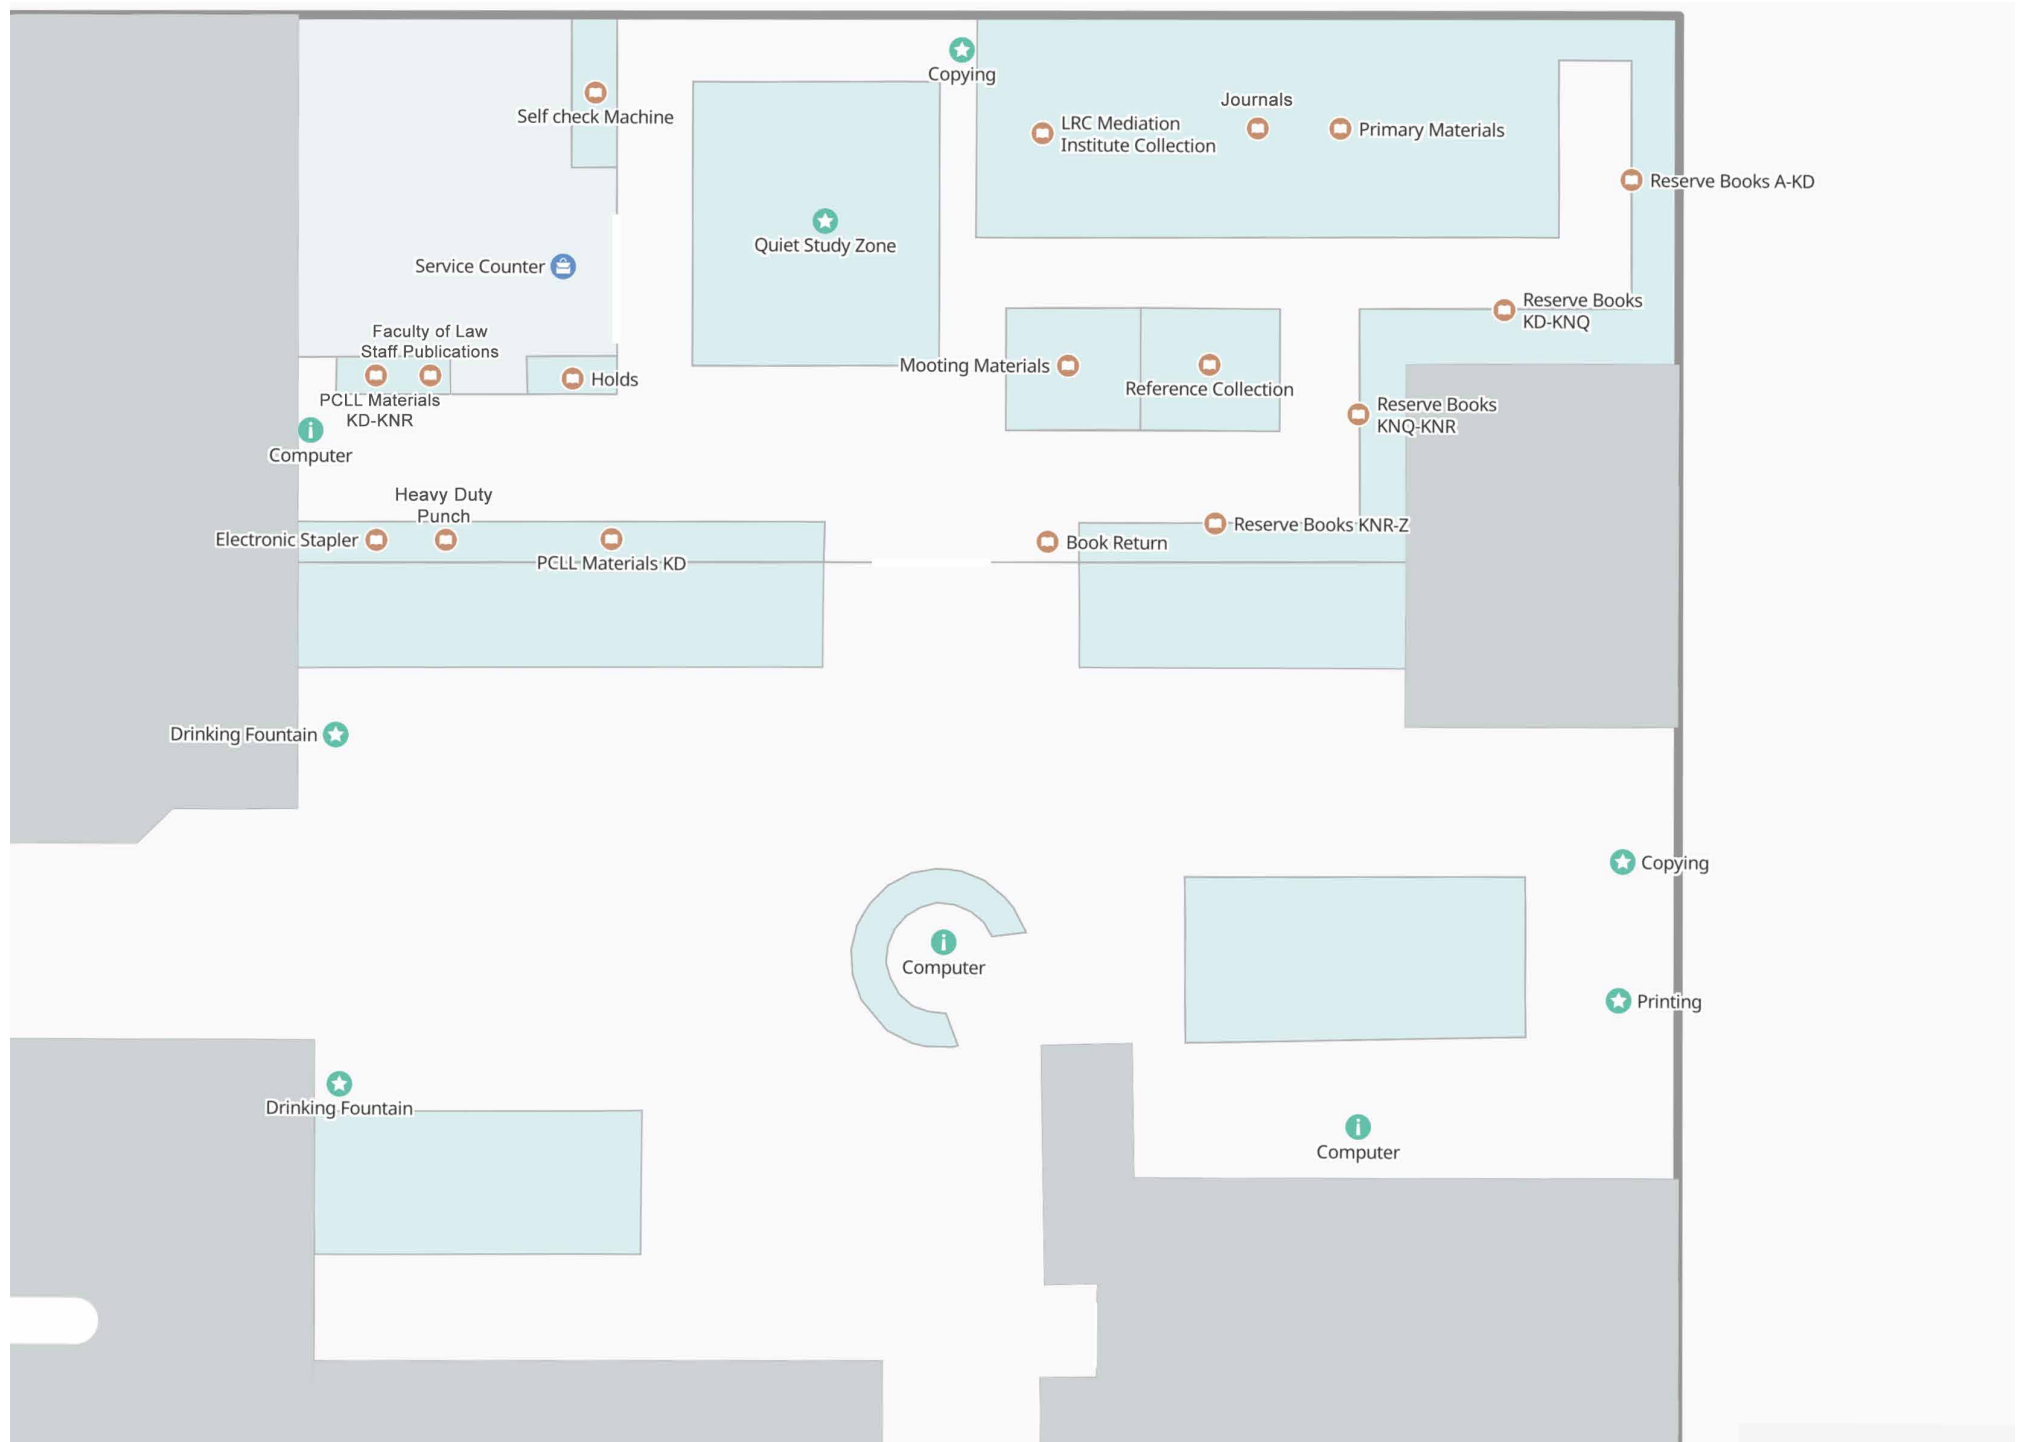 Copying
Self check Machine
Journals
LRC Mediation
Institute Collection
Primary Materials
Reserve Books A-KD
Quiet Study Zone
Service Counter
Reserve Books
KD-KNQ
Faculty of Law
Staff Publications
Holds
Mooting Materials
Reference Collection
PCLL Materials
KD-KNR
Reserve Books
KNQ-KNR
Computer
Heavy Duty
Punch
Electronic Stapler
PCLL Materials KD
Book Return
Reserve Books KNR-Z
Drinking Fountain
Copying
Computer
Printing
Drinking Fountain
Computer